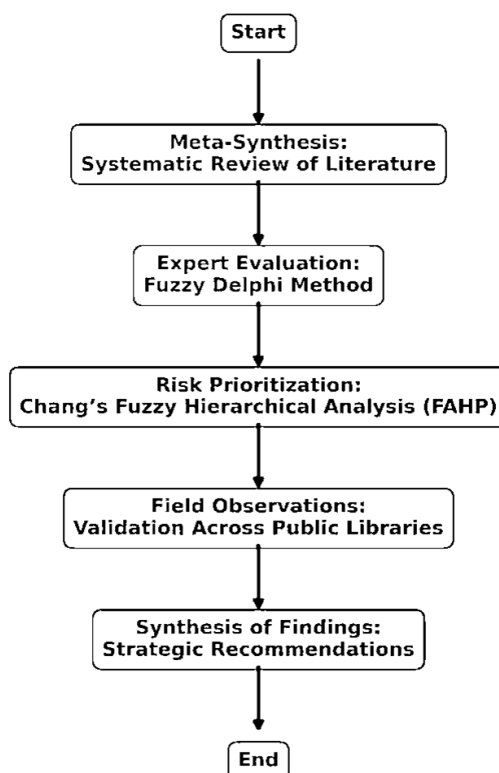 Start
Meta-Synthesis:
Systematic Review of Literature
Expert Evaluation:
Fuzzy Delphi Method
Risk Prioritization:
Chang's Fuzzy Hierarchical Analysis (FAHP)
Field Observations:
Validation Across Public Libraries
Synthesis of Findings:
Strategic Recommendations
End